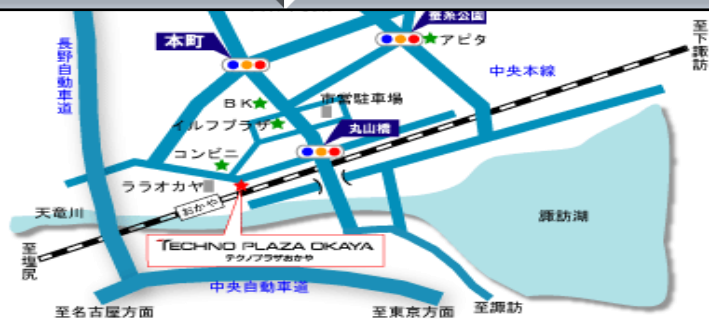 蚕糸公園
至下諏訪
本町
アピタ
長野自動車道
中央本線
BK
市営駐車場
イルフプラザ
丸山橋
コンビニ
ララオカヤ
おかや
天竜川
諏訪湖
至塩尻
TECHNO PLAZA OKAYA
テクノプラザおかや
中央自動車道
至名古屋方面
至東京方面
至諏訪